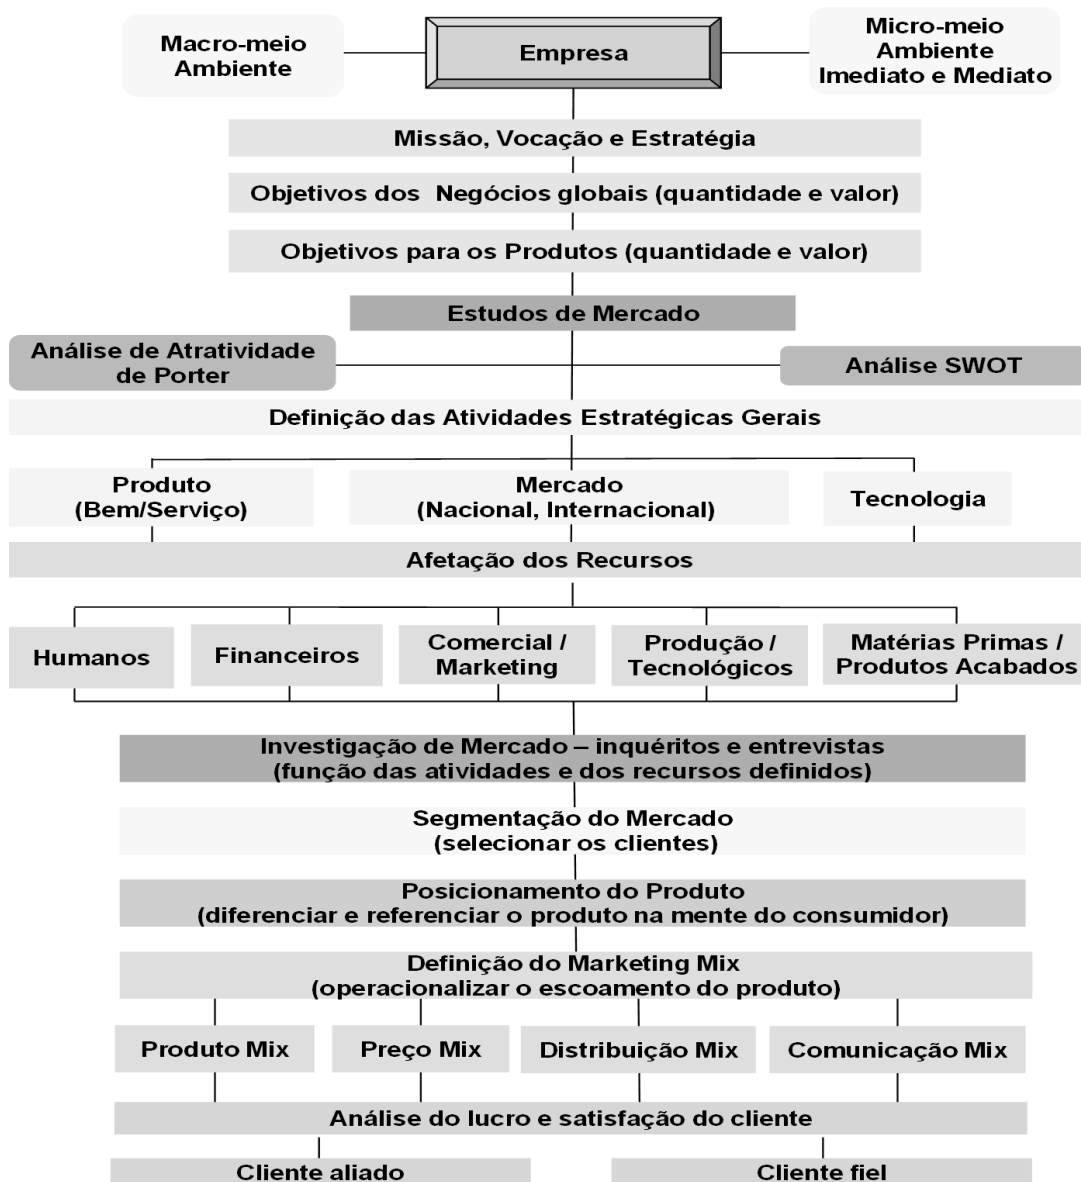 Macro-meio
Ambiente
Empresa
Micro-meio
Ambiente
Imediato e Mediato
Missão, Vocação e Estratégia
Objetivos dos Negócios globais (quantidade e valor)
Objetivos para os Produtos (quantidade e valor)
Estudos de Mercado
Análise de Atratividade
de Porter
Análise SWOT
Definição das Atividades Estratégicas Gerais
Produto
(Bem/Serviço)
Mercado
(Nacional, Internacional)
Tecnologia
Afetação dos Recursos
Humanos
Financeiros
Comercial /
Marketing
Produção /
Tecnológicos
Matérias Primas /
Produtos Acabados
Investigação de Mercado – inquéritos e entrevistas
(função das atividades e dos recursos definidos)
Segmentação do Mercado
(selecionar os clientes)
Posicionamento do Produto
(diferenciar e referenciar o produto na mente do consumidor)
Definição do Marketing Mix
(operacionalizar o escoamento do produto)
Produto Mix
Preço Mix
Distribuição Mix
Comunicação Mix
Análise do lucro e satisfação do cliente
Cliente aliado
Cliente fiel